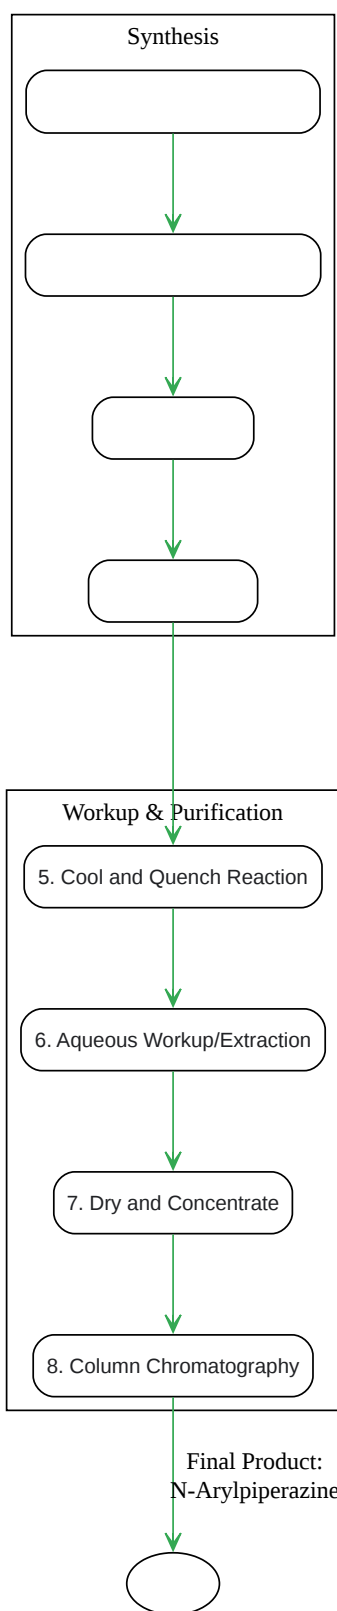 Synthesis
Workup & Purification
5. Cool and Quench Reaction
6. Aqueous Workup/Extraction
7. Dry and Concentrate
8. Column Chromatography
Final Product:
N-Arylpiperazine